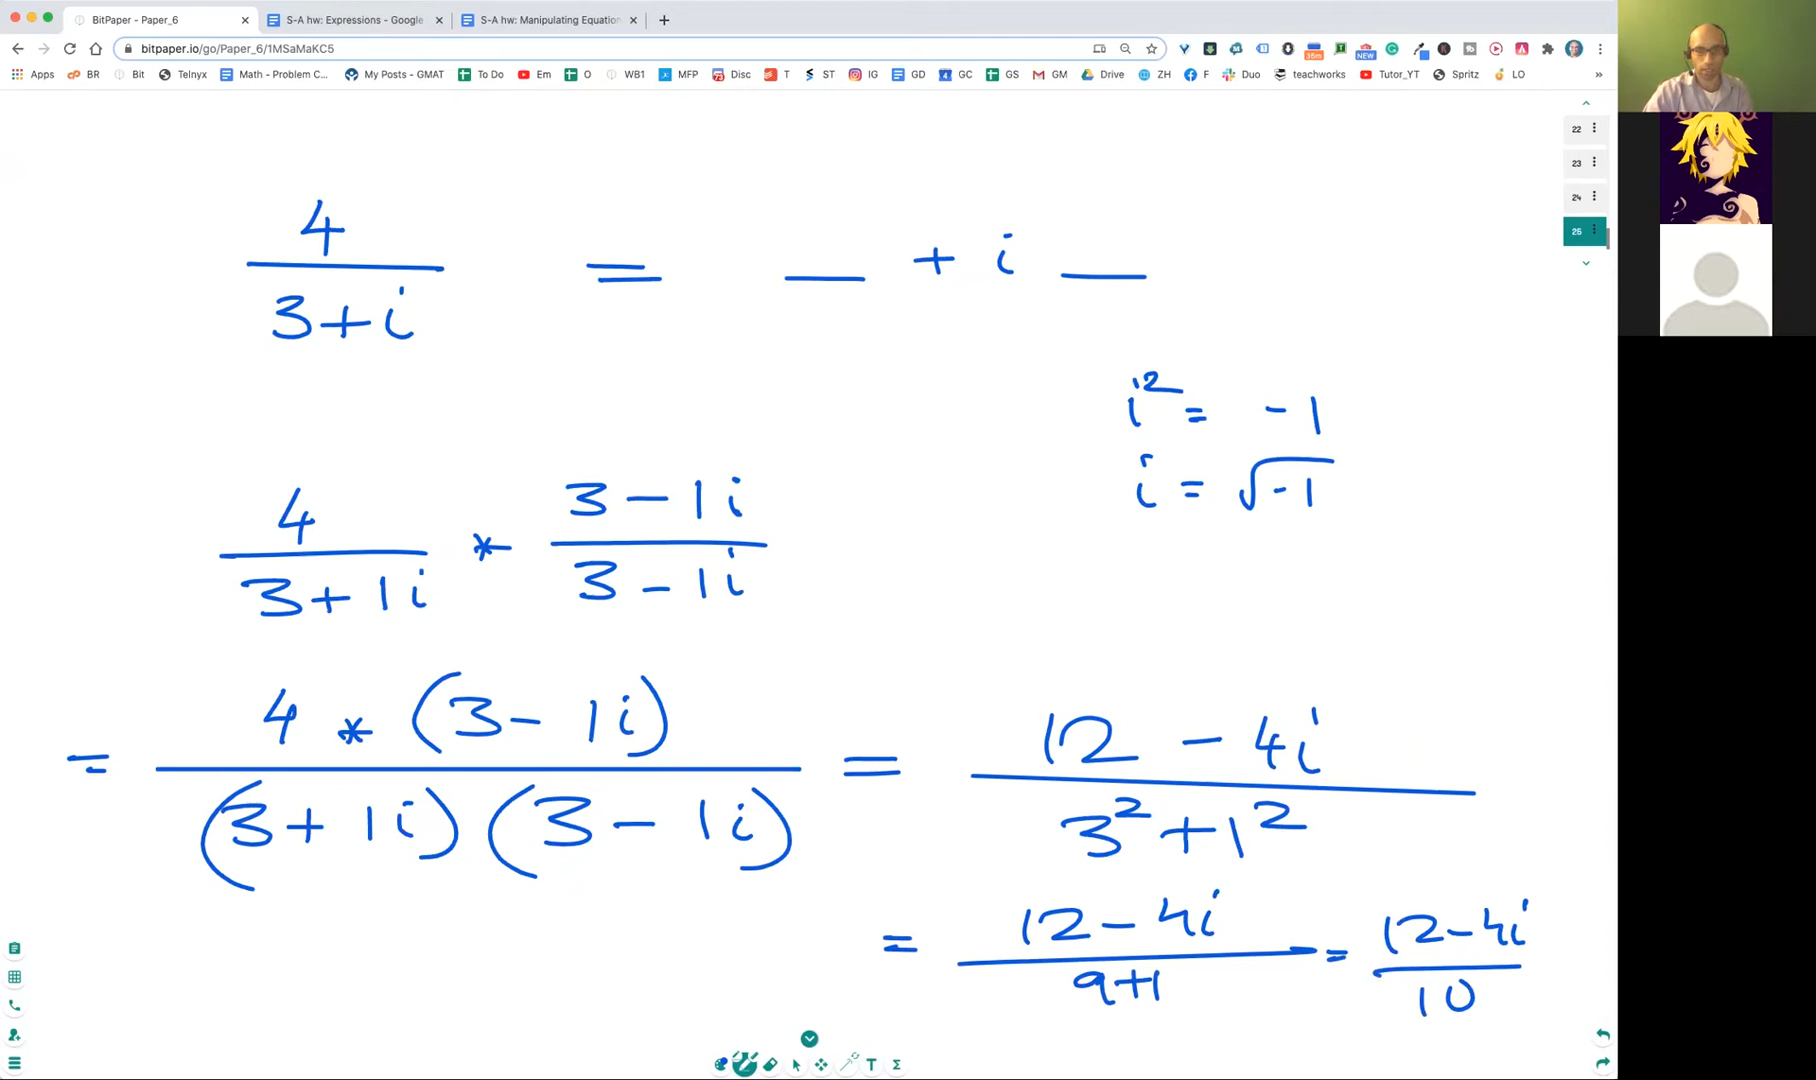 BitPaper - Paper_6
S-A hw: Expressions - Google
S-A hw: Manipulating Equation
bitpaper.io/go/Paper_6/1MSaMaKC5
Apps BR Bit Telnyx Math - Problem C... My Posts - GMAT To Do Em O WB1 MFP Disc T ST IG GD GC GS GM Drive ZH F Duo teachworks Tutor_YT Spritz LO »
22
23
24
26
4 / 3+i = __ + i __
i² = -1
i = √-1
4 / 3+1i * 3-1i / 3-1i
= 4 * (3-1i) / (3+1i)(3-1i) = 12-4i / 3²+1²
= 12-4i / 9+1 = 12-4i / 10
T Σ